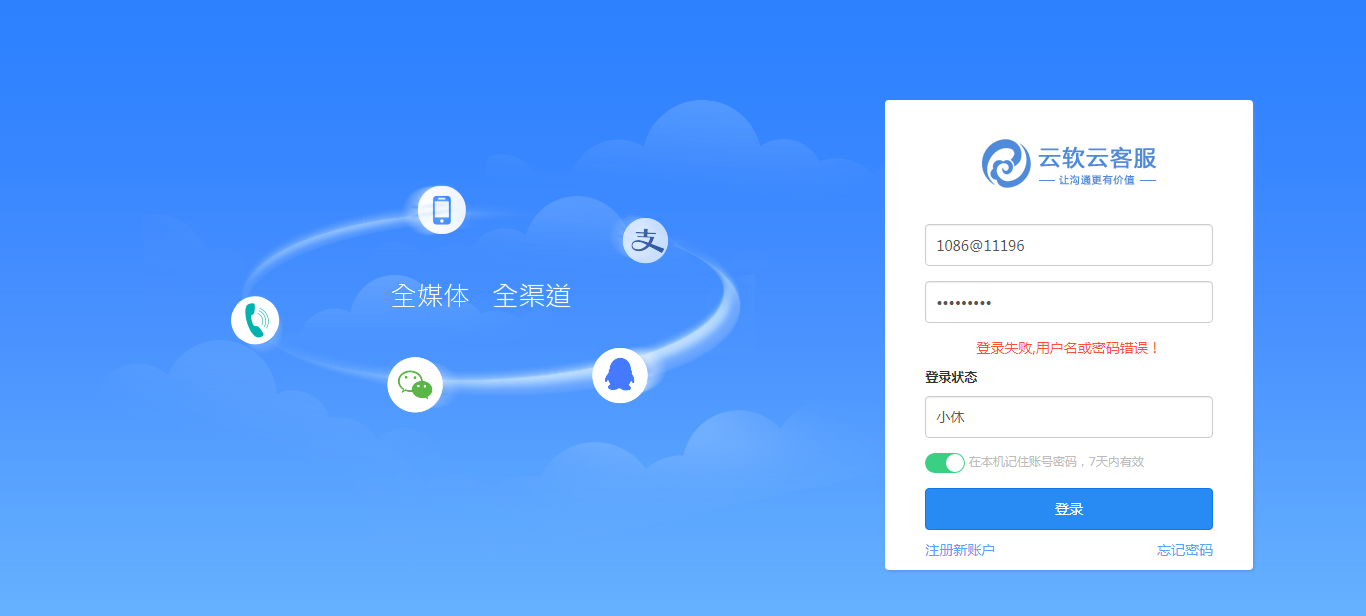 全媒体 全渠道
支
云软云客服
让沟通更有价值
1086@11196
•••••••••
登录失败,用户名或密码错误！
登录状态
小休
在本机记住账号密码，7天内有效
登录
注册新账户 忘记密码